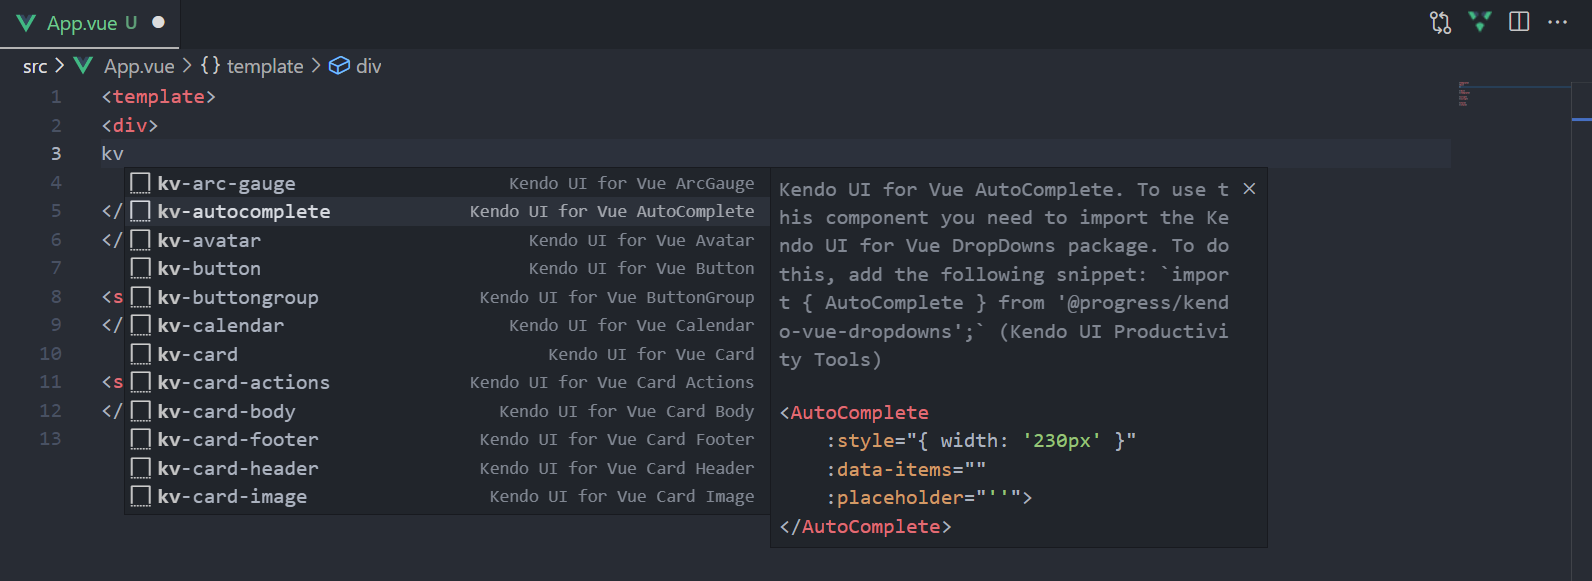 App.vue U
src > App.vue > {} template > div
1 <template>
2 <div>
3 kv
4
5 </
6 </
7
8 <s
9 </
10
11 <s
12 </
13
kv-arc-gauge Kendo UI for Vue ArcGauge
kv-autocomplete Kendo UI for Vue AutoComplete
kv-avatar Kendo UI for Vue Avatar
kv-button Kendo UI for Vue Button
kv-buttongroup Kendo UI for Vue ButtonGroup
kv-calendar Kendo UI for Vue Calendar
kv-card Kendo UI for Vue Card
kv-card-actions Kendo UI for Vue Card Actions
kv-card-body Kendo UI for Vue Card Body
kv-card-footer Kendo UI for Vue Card Footer
kv-card-header Kendo UI for Vue Card Header
kv-card-image Kendo UI for Vue Card Image
Kendo UI for Vue AutoComplete. To use t
his component you need to import the Ke
ndo UI for Vue DropDowns package. To do
this, add the following snippet: `impor
t { AutoComplete } from '@progress/kend
o-vue-dropdowns';` (Kendo UI Productivi
ty Tools)
<AutoComplete
:style="{ width: '230px' }"
:data-items=""
:placeholder="''">
</AutoComplete>